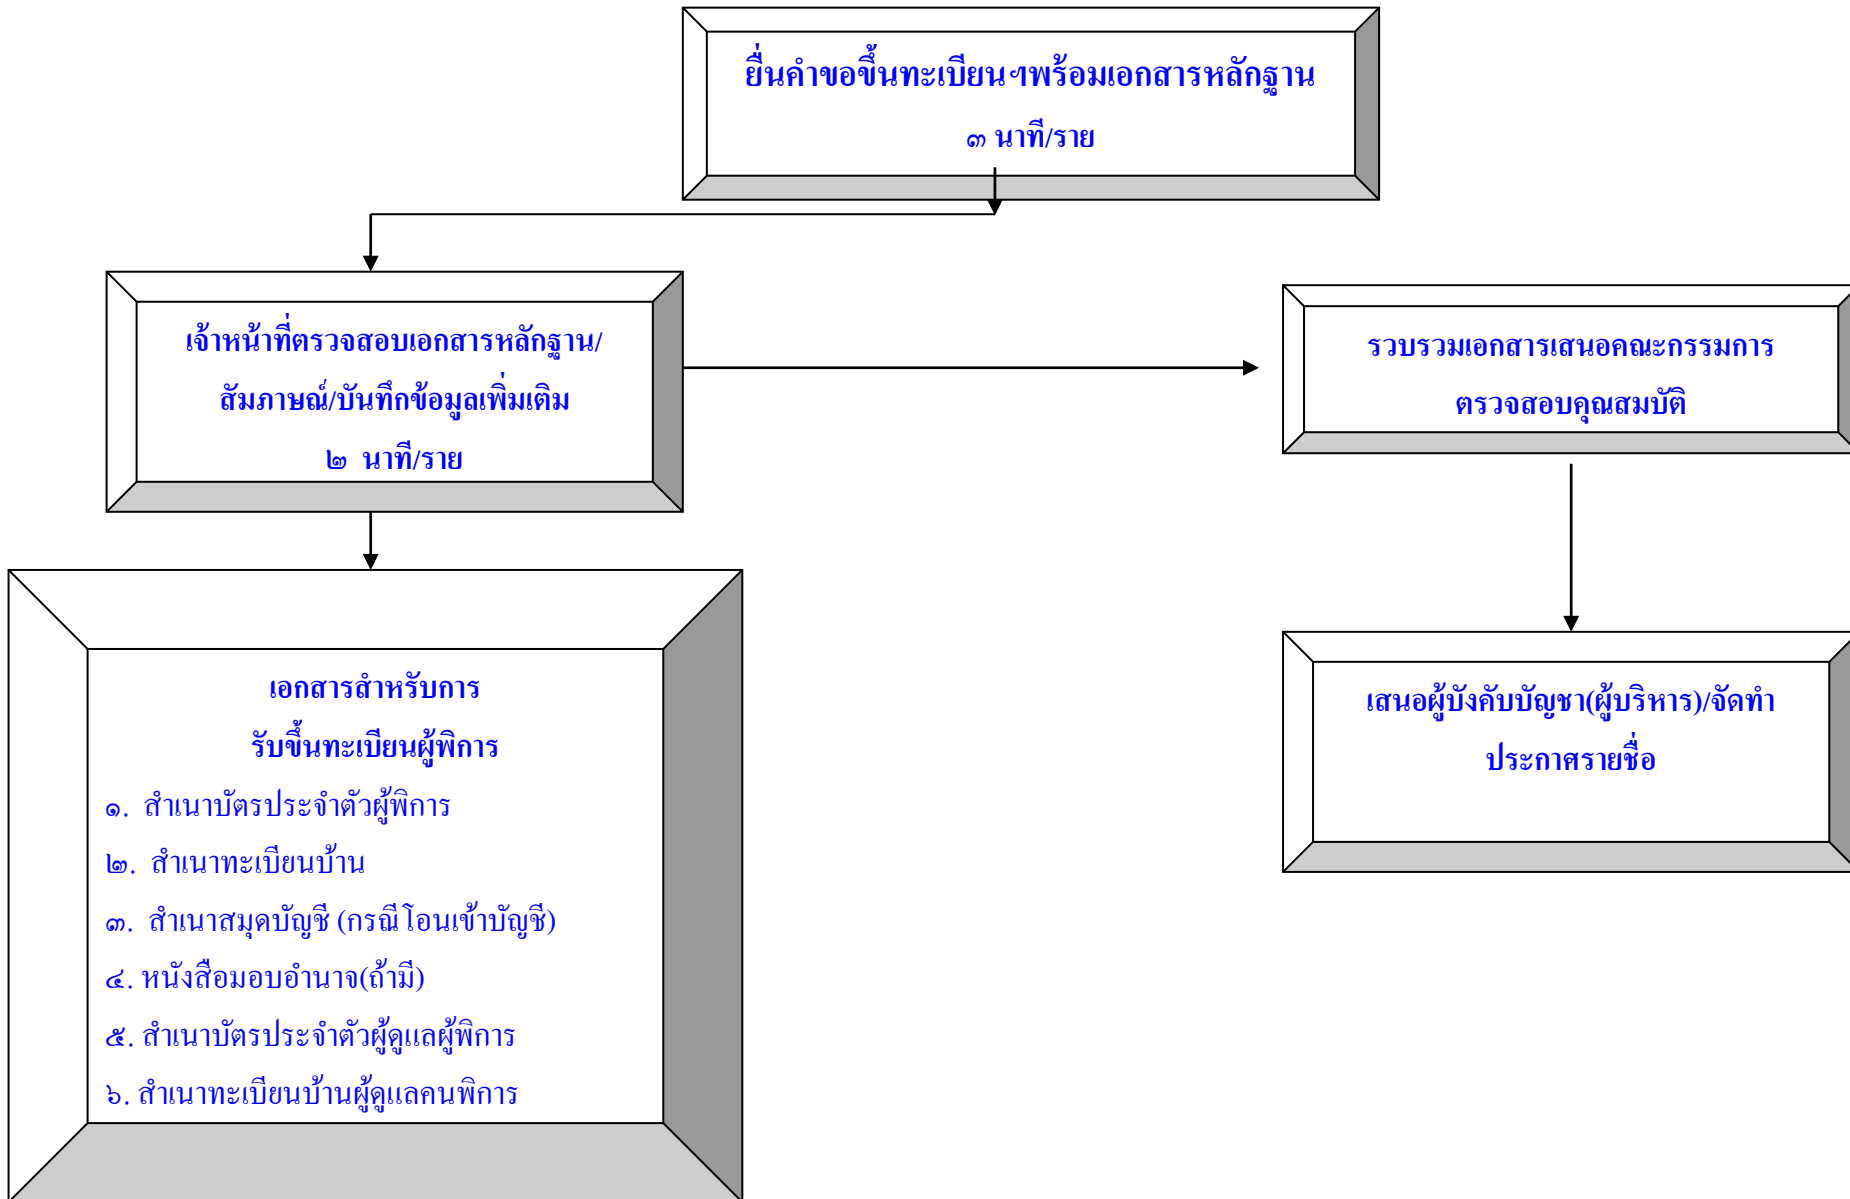 ยื่นคำขอขึ้นทะเบียนฯพร้อมเอกสารหลักฐาน
๓ นาที/ราย
เจ้าหน้าที่ตรวจสอบเอกสารหลักฐาน/
สัมภาษณ์/บันทึกข้อมูลเพิ่มเติม
๒ นาที/ราย
รวบรวมเอกสารเสนอคณะกรรมการ
ตรวจสอบคุณสมบัติ
เอกสารสำหรับการ
รับขึ้นทะเบียนผู้พิการ
๑. สำเนาบัตรประจำตัวผู้พิการ
๒. สำเนาทะเบียนบ้าน
๓. สำเนาสมุดบัญชี (กรณีโอนเข้าบัญชี)
๔. หนังสือมอบอำนาจ(ถ้ามี)
๕. สำเนาบัตรประจำตัวผู้ดูแลผู้พิการ
๖. สำเนาทะเบียนบ้านผู้ดูแลคนพิการ
เสนอผู้บังคับบัญชา(ผู้บริหาร)/จัดทำ
ประกาศรายชื่อ